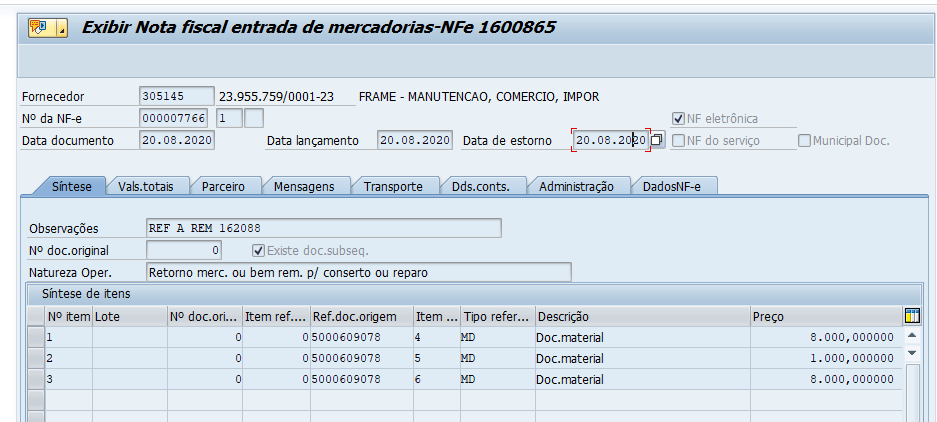 Exibir Nota fiscal entrada de mercadorias-NFe 1600865
Fornecedor 305145 23.955.759/0001-23 FRAME - MANUTENCAO, COMERCIO, IMPOR
Nº da NF-e 000007766 1 NF eletrônica
Data documento 20.08.2020 Data lançamento 20.08.2020 Data de estorno 20.08.2020 NF do serviço Municipal Doc.
Síntese Vals.totais Parceiro Mensagens Transporte Dds.conts. Administração DadosNF-e
Observações REF A REM 162088
Nº doc.original 0 Existe doc.subseq.
Natureza Oper. Retorno merc. ou bem rem. p/ conserto ou reparo
Síntese de itens
Nº item Lote Nº doc.ori... Item ref.... Ref.doc.origem Item ... Tipo refer... Descrição Preço
1 0 0 5000609078 4 MD Doc.material 8.000,000000
2 0 0 5000609078 5 MD Doc.material 1.000,000000
3 0 0 5000609078 6 MD Doc.material 8.000,000000